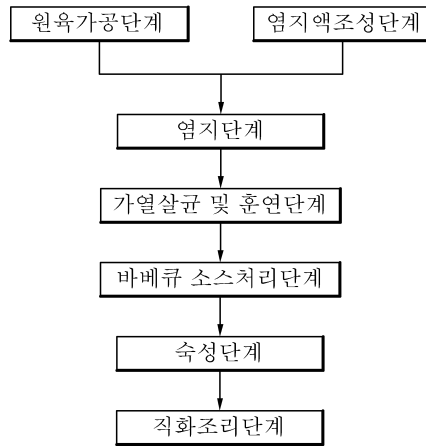 원육가공단계
염지액조성단계
염지단계
가열살균 및 훈연단계
바베큐 소스처리단계
숙성단계
직화조리단계